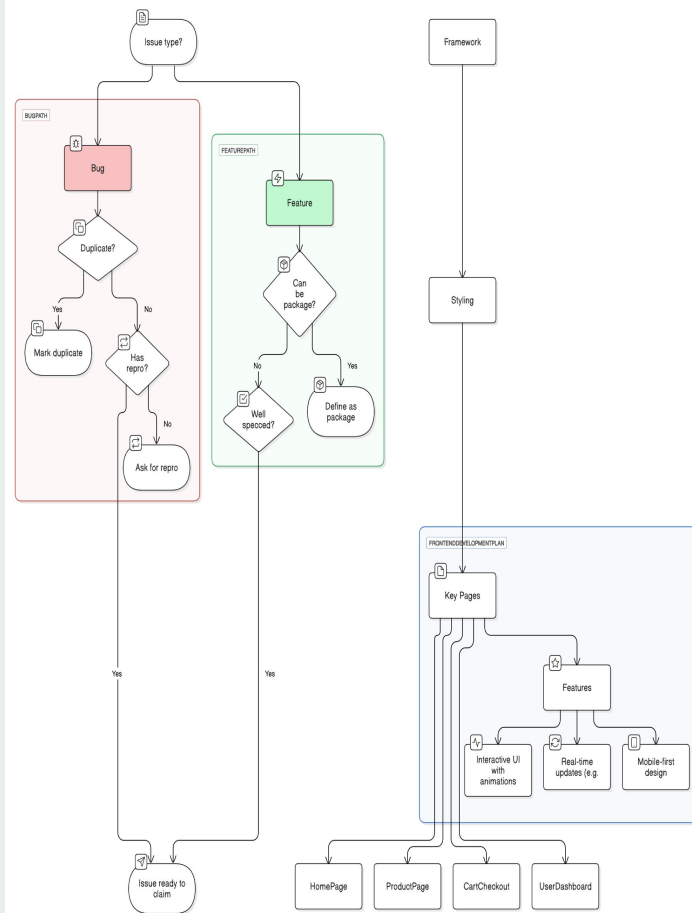 Issue type?
Framework
BUGPATH
Bug
FEATUREPATH
Feature
Duplicate?
Can
be
package?
Styling
Yes
No
Mark duplicate
Has
repro?
No
Yes
Well
specced?
Define as
package
No
Ask for repro
FRONTENDDEVELOPMENTPLAN
Key Pages
Yes
Yes
Features
Interactive UI
with
animations
Real-time
updates (e.g.
Mobile-first
design
Issue ready to
claim
HomePage
ProductPage
CartCheckout
UserDashboard